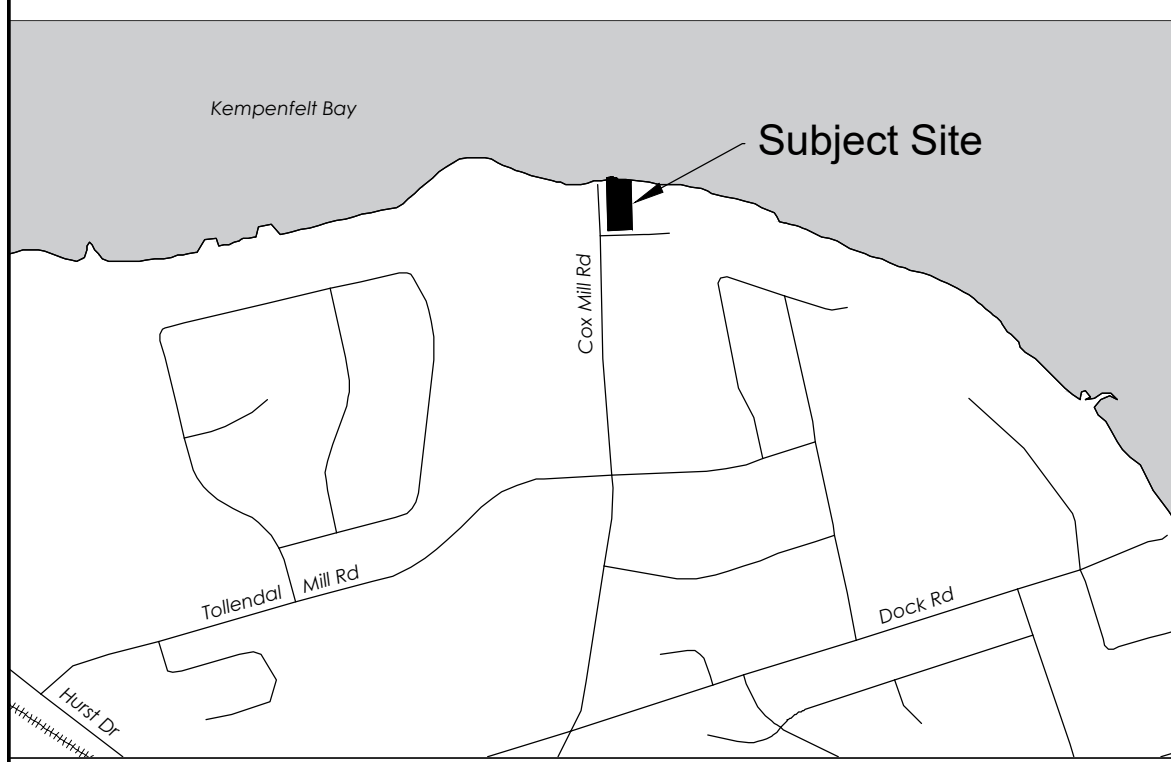 Kempenfelt Bay
Subject Site
Cox Mill Rd
Tollendal Mill Rd
Dock Rd
Hurst Dr